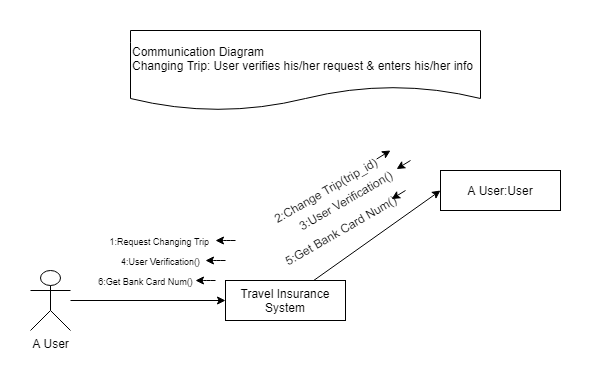 Communication Diagram
Changing Trip: User verifies his/her request & enters his/her info
2:Change Trip(trip_id)
3:User Verification()
5:Get Bank Card Num()
A User:User
1:Request Changing Trip
4:User Verification()
6:Get Bank Card Num()
Travel Insurance
System
A User